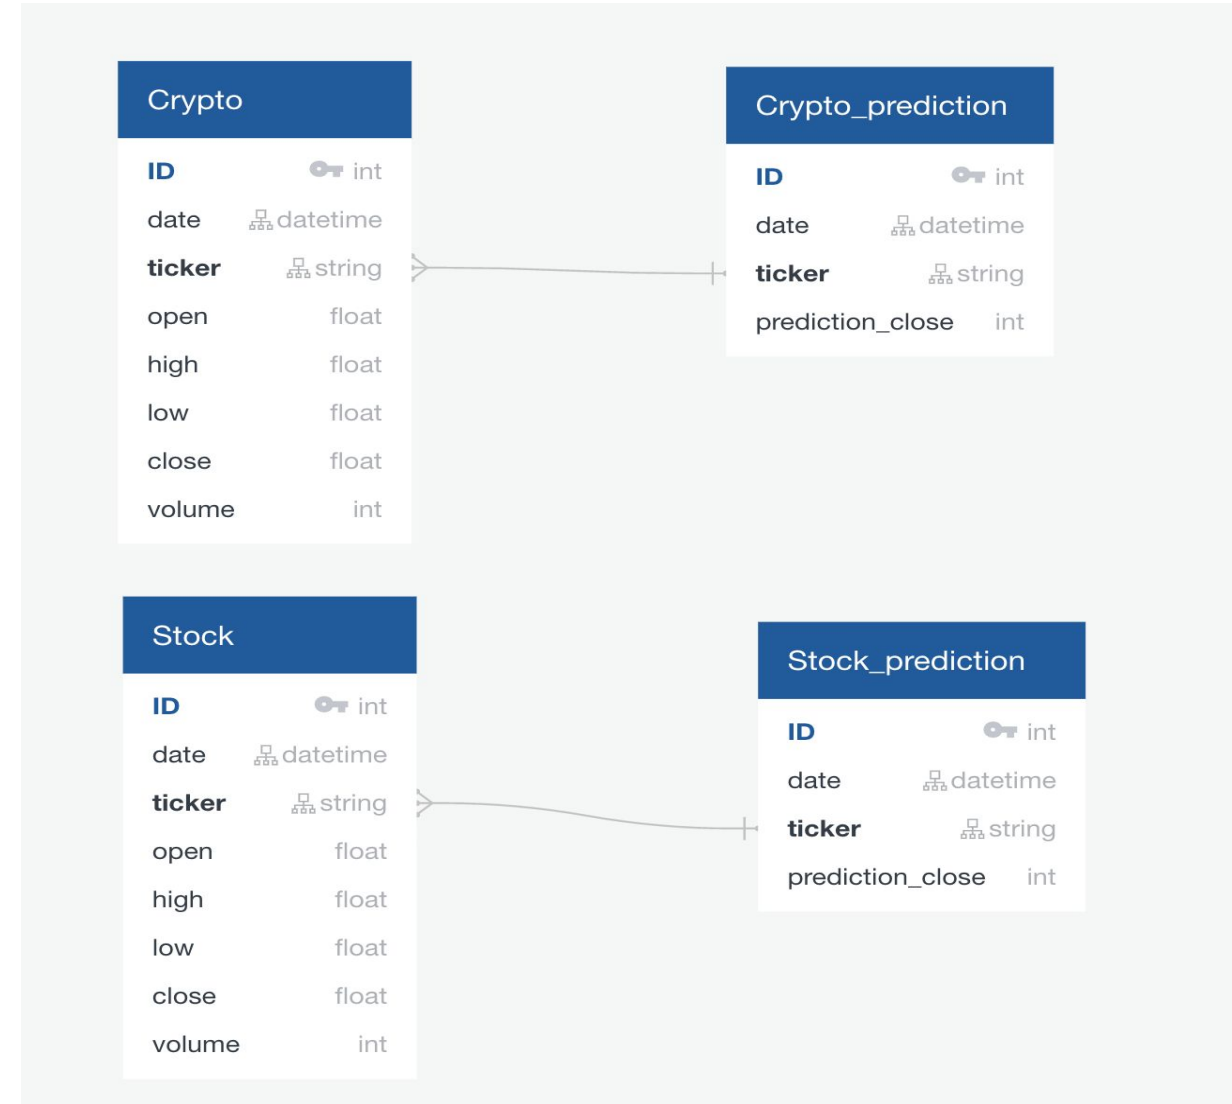 Crypto
ID int
date datetime
ticker string
open float
high float
low float
close float
volume int
Crypto_prediction
ID int
date datetime
ticker string
prediction_close int
Stock
ID int
date datetime
ticker string
open float
high float
low float
close float
volume int
Stock_prediction
ID int
date datetime
ticker string
prediction_close int